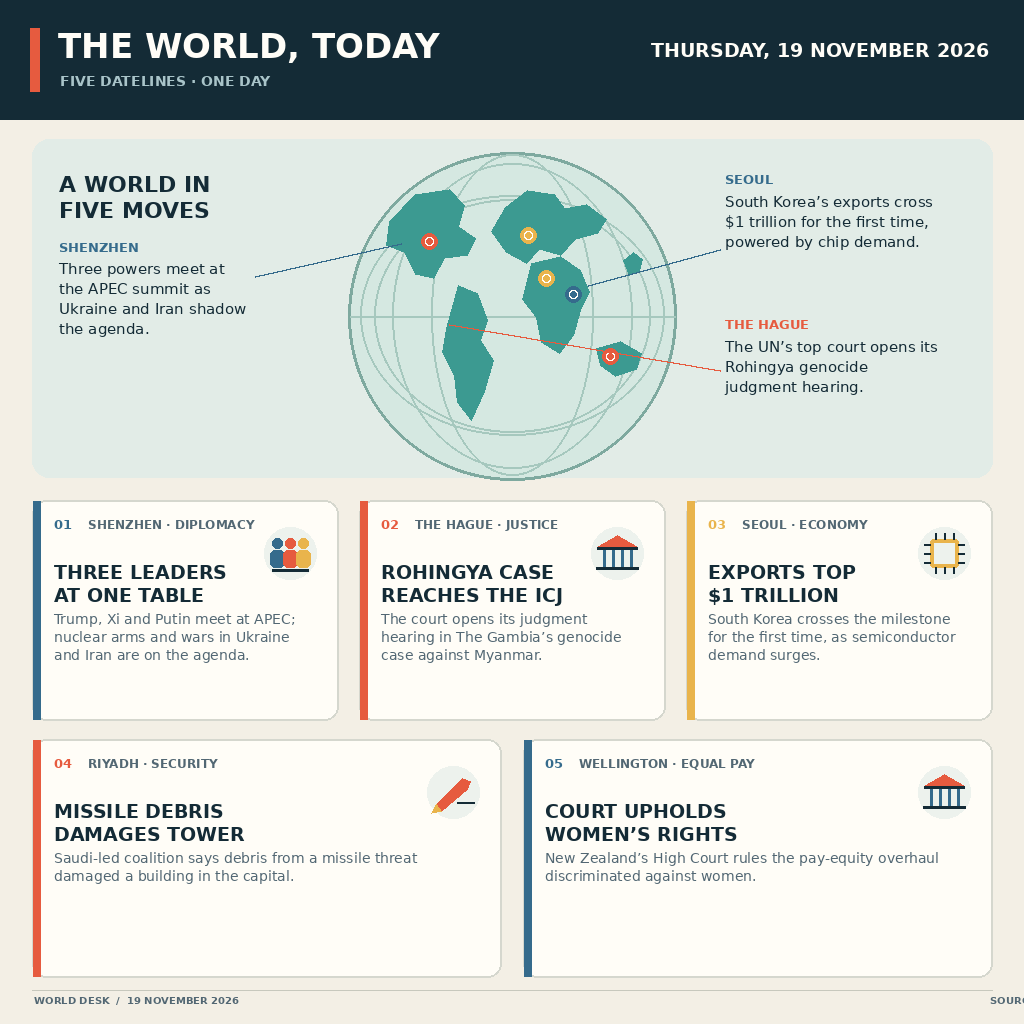 THE WORLD, TODAY
FIVE DATELINES · ONE DAY
THURSDAY, 19 NOVEMBER 2026
A WORLD IN
FIVE MOVES
SHENZHEN
Three powers meet at
the APEC summit as
Ukraine and Iran shadow
the agenda.
SEOUL
South Korea’s exports cross
$1 trillion for the first time,
powered by chip demand.
THE HAGUE
The UN’s top court opens its
Rohingya genocide
judgment hearing.
01 SHENZHEN · DIPLOMACY
THREE LEADERS
AT ONE TABLE
Trump, Xi and Putin meet at APEC;
nuclear arms and wars in Ukraine
and Iran are on the agenda.
02 THE HAGUE · JUSTICE
ROHINGYA CASE
REACHES THE ICJ
The court opens its judgment
hearing in The Gambia’s genocide
case against Myanmar.
03 SEOUL · ECONOMY
EXPORTS TOP
$1 TRILLION
South Korea crosses the milestone
for the first time, as semiconductor
demand surges.
04 RIYADH · SECURITY
MISSILE DEBRIS
DAMAGES TOWER
Saudi-led coalition says debris from a missile threat
damaged a building in the capital.
05 WELLINGTON · EQUAL PAY
COURT UPHOLDS
WOMEN’S RIGHTS
New Zealand’s High Court rules the pay-equity overhaul
discriminated against women.
WORLD DESK / 19 NOVEMBER 2026